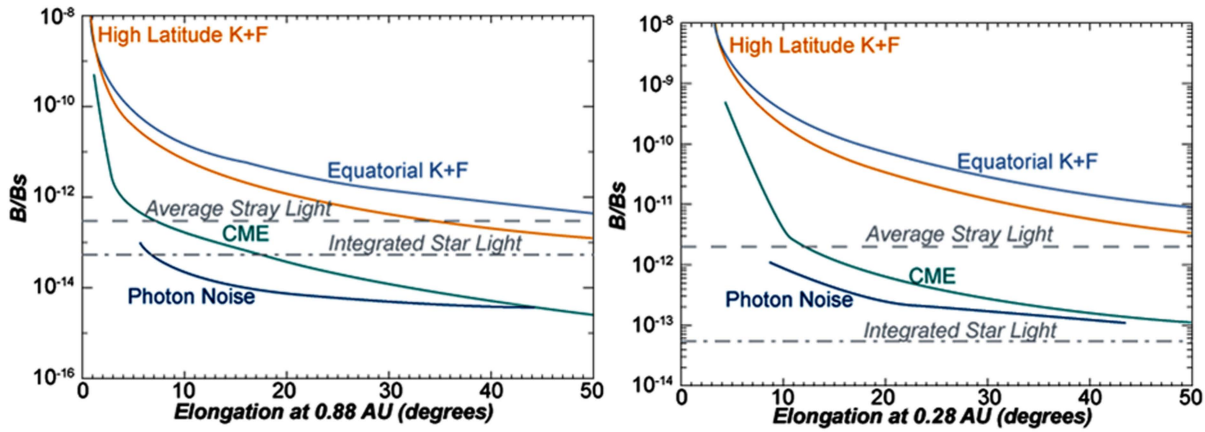 10⁻⁸
High Latitude K+F
10⁻¹⁰
Equatorial K+F
10⁻¹²
Average Stray Light
CME
Integrated Star Light
10⁻¹⁴
Photon Noise
10⁻¹⁶
B/Bs
0 10 20 30 40 50
Elongation at 0.88 AU (degrees)
10⁻⁸
High Latitude K+F
10⁻⁹
10⁻¹⁰
Equatorial K+F
10⁻¹¹
Average Stray Light
10⁻¹²
CME
Photon Noise
10⁻¹³
Integrated Star Light
10⁻¹⁴
B/Bs
0 10 20 30 40 50
Elongation at 0.28 AU (degrees)